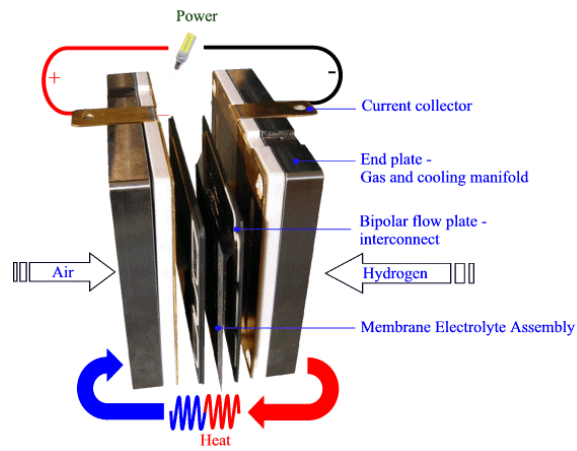 Power
+
-
Current collector
End plate -
Gas and cooling manifold
Bipolar flow plate -
interconnect
Air
Hydrogen
Membrane Electrolyte Assembly
Heat